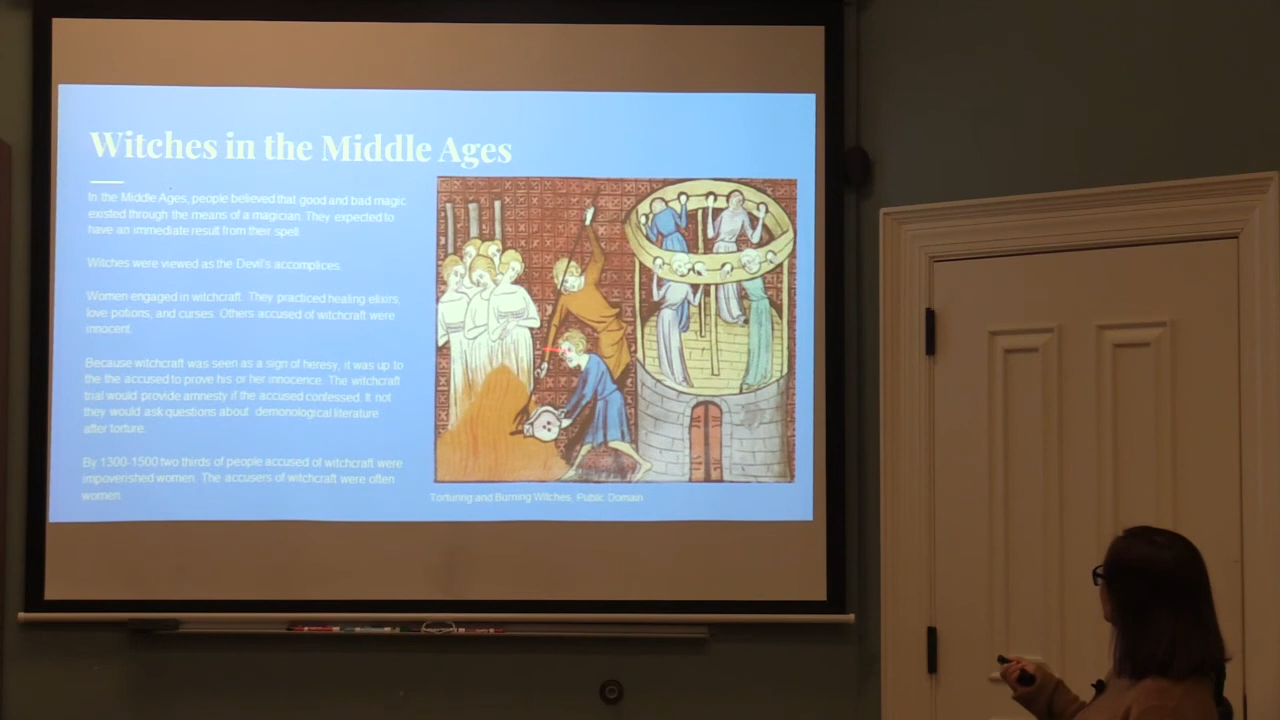 Witches in the Middle Ages
In the Middle Ages, people believed that good and bad magic
existed through the means of a magician. They expected to
have an immediate result from their spell.
Witches were viewed as the Devil's accomplices.
Women engaged in witchcraft. They practiced healing elixirs,
love potions, and curses. Others accused of witchcraft were
innocent.
Because witchcraft was seen as a sign of heresy, it was up to
the the accused to prove his or her innocence. The witchcraft
trial would provide amnesty if the accused confessed. It not
they would ask questions about demonological literature
after torture.
By 1300-1500 two thirds of people accused of witchcraft were
impoverished women. The accusers of witchcraft were often
women.
Torturing and Burning Witches, Public Domain